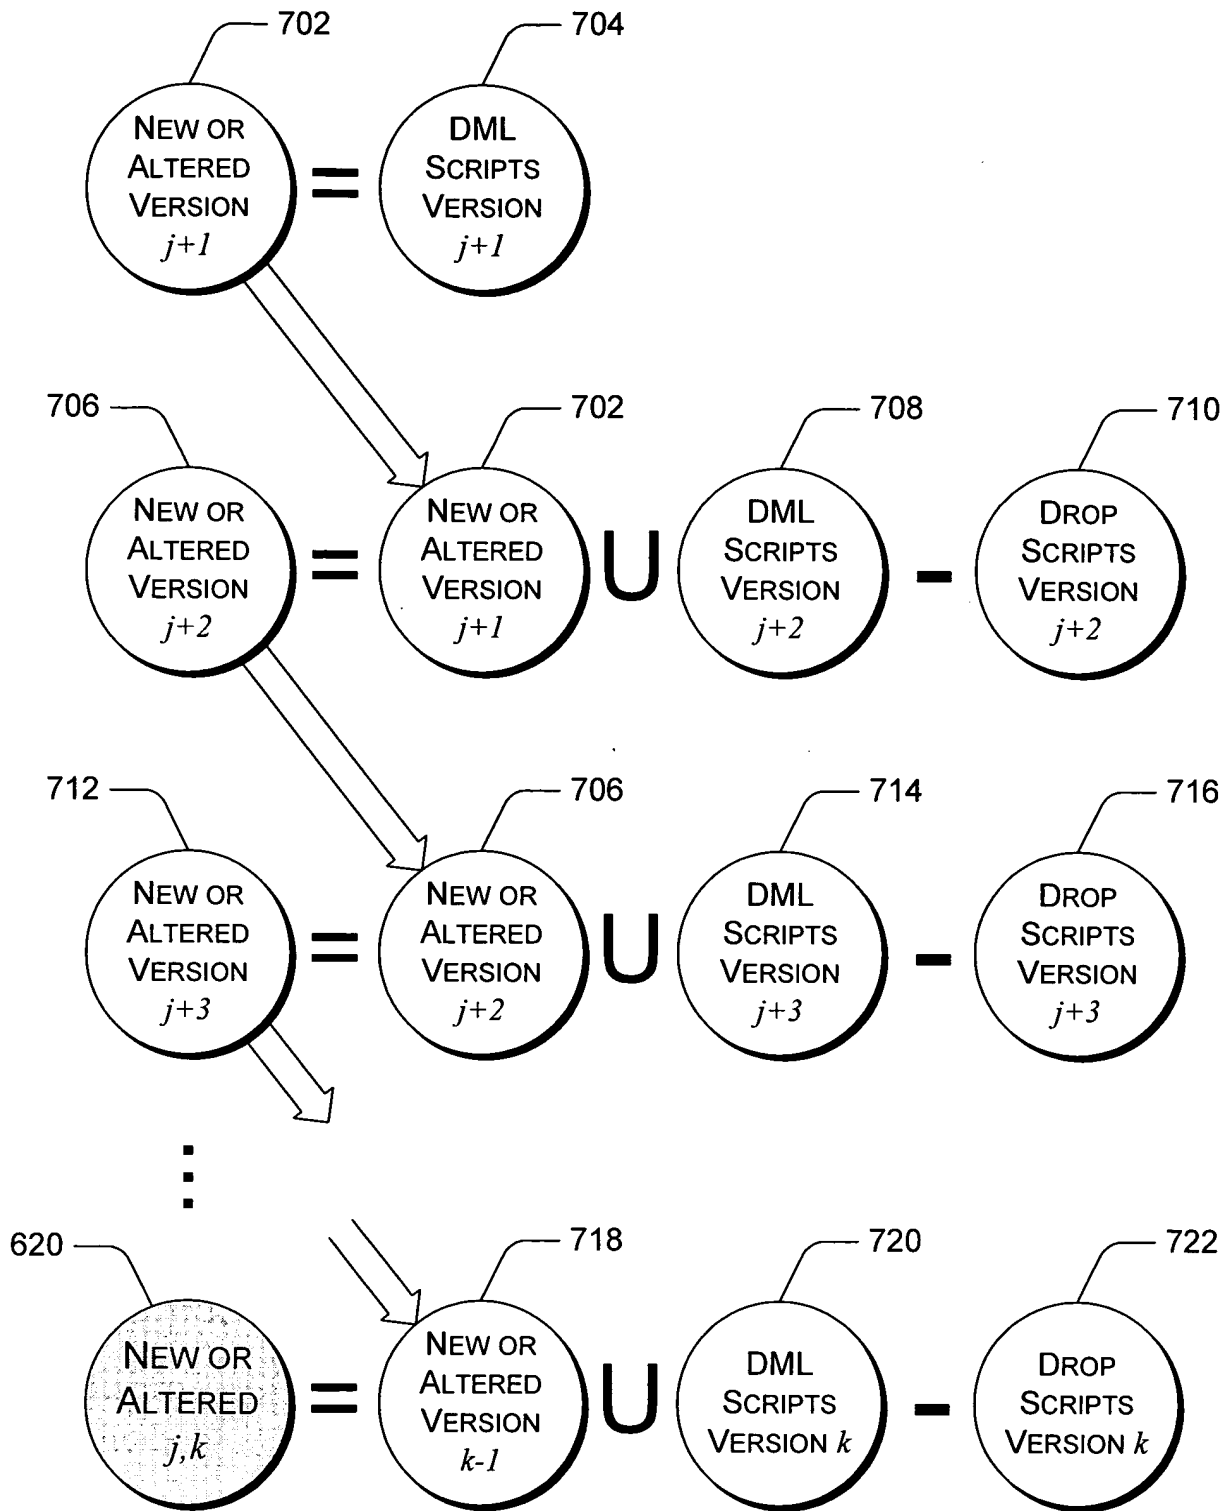 702
704
NEW OR
ALTERED
VERSION
j+1
=
DML
SCRIPTS
VERSION
j+1
706
702
708
710
NEW OR
ALTERED
VERSION
j+2
=
NEW OR
ALTERED
VERSION
j+1
U
DML
SCRIPTS
VERSION
j+2
-
DROP
SCRIPTS
VERSION
j+2
712
706
714
716
NEW OR
ALTERED
VERSION
j+3
=
NEW OR
ALTERED
VERSION
j+2
U
DML
SCRIPTS
VERSION
j+3
-
DROP
SCRIPTS
VERSION
j+3
⋮
620
718
720
722
NEW OR
ALTERED
j,k
=
NEW OR
ALTERED
VERSION
k-1
U
DML
SCRIPTS
VERSION k
-
DROP
SCRIPTS
VERSION k